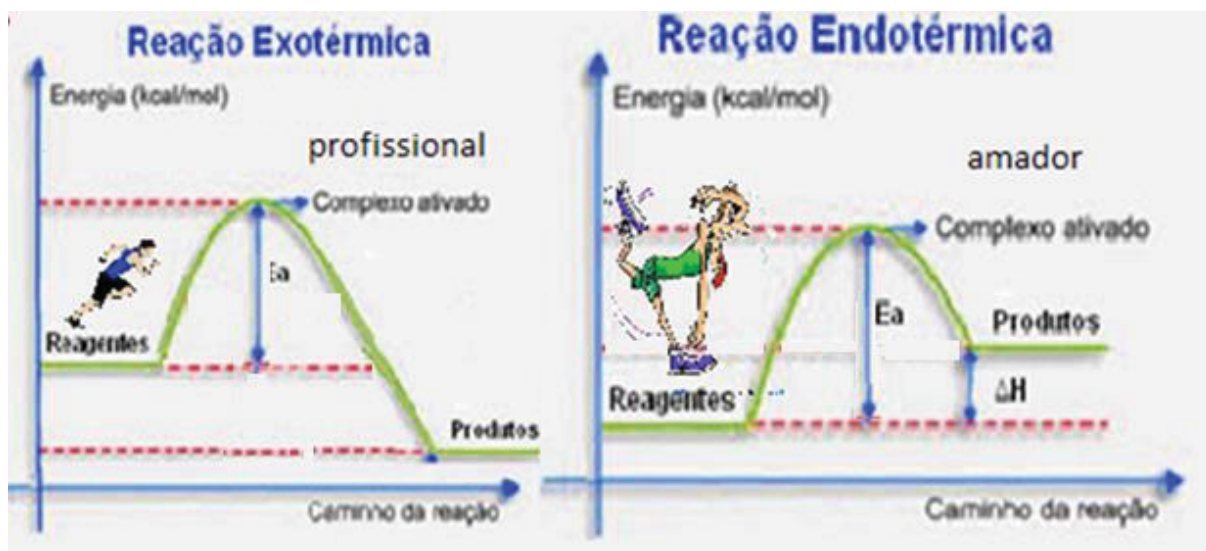 Reação Exotérmica
Energia (kcal/mol)
profissional
Complexo ativado
Ea
Reagentes
Produtos
Caminho da reação
Reação Endotérmica
Energia (kcal/mol)
amador
Complexo ativado
Ea
Produtos
ΔH
Reagentes
Caminho da reação